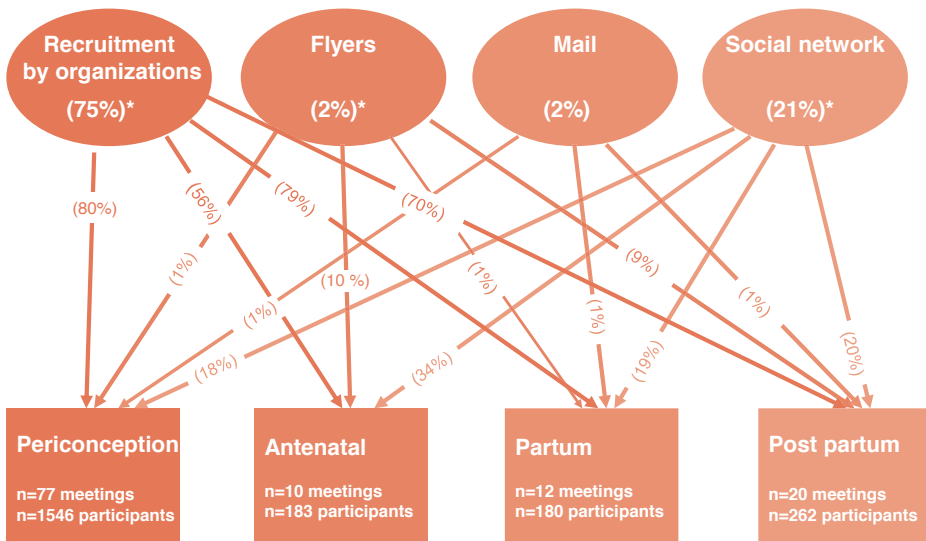 Recruitment
by organizations
(75%)*
Flyers
(2%)*
Mail
(2%)
Social network
(21%)*
(80%)
(56%)
(79%)
(70%)
(1%)
(10 %)
(1%)
(9%)
(1%)
(1%)
(1%)
(18%)
(34%)
(19%)
(20%)
Periconception
n=77 meetings
n=1546 participants
Antenatal
n=10 meetings
n=183 participants
Partum
n=12 meetings
n=180 participants
Post partum
n=20 meetings
n=262 participants